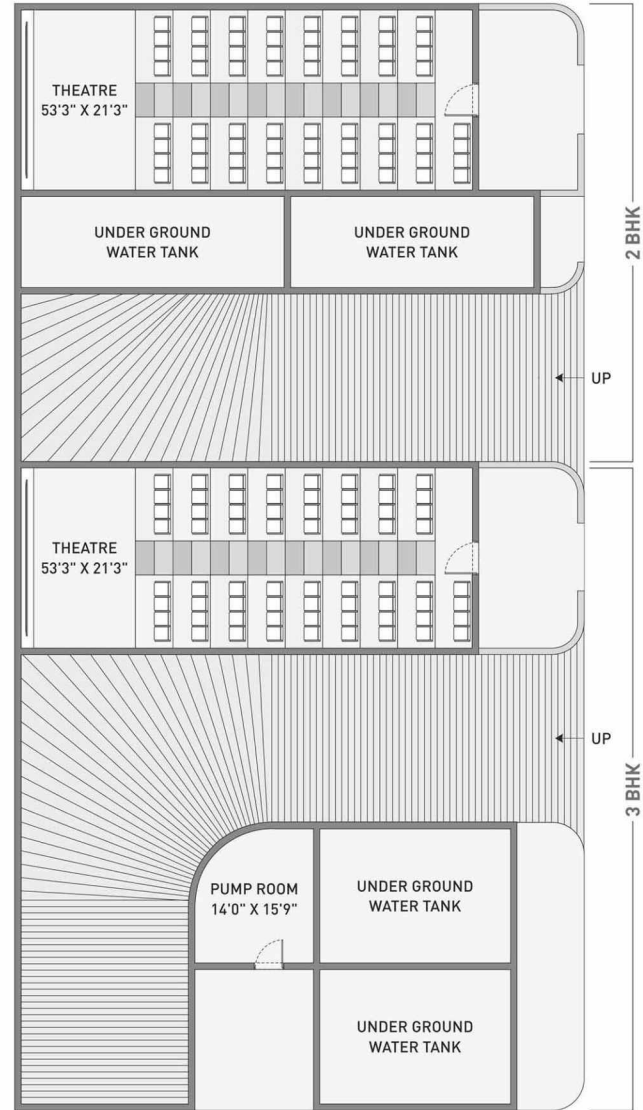 THEATRE
53'3" X 21'3"
UNDER GROUND
WATER TANK
UNDER GROUND
WATER TANK
UP
2 BHK
THEATRE
53'3" X 21'3"
UP
3 BHK
PUMP ROOM
14'0" X 15'9"
UNDER GROUND
WATER TANK
UNDER GROUND
WATER TANK